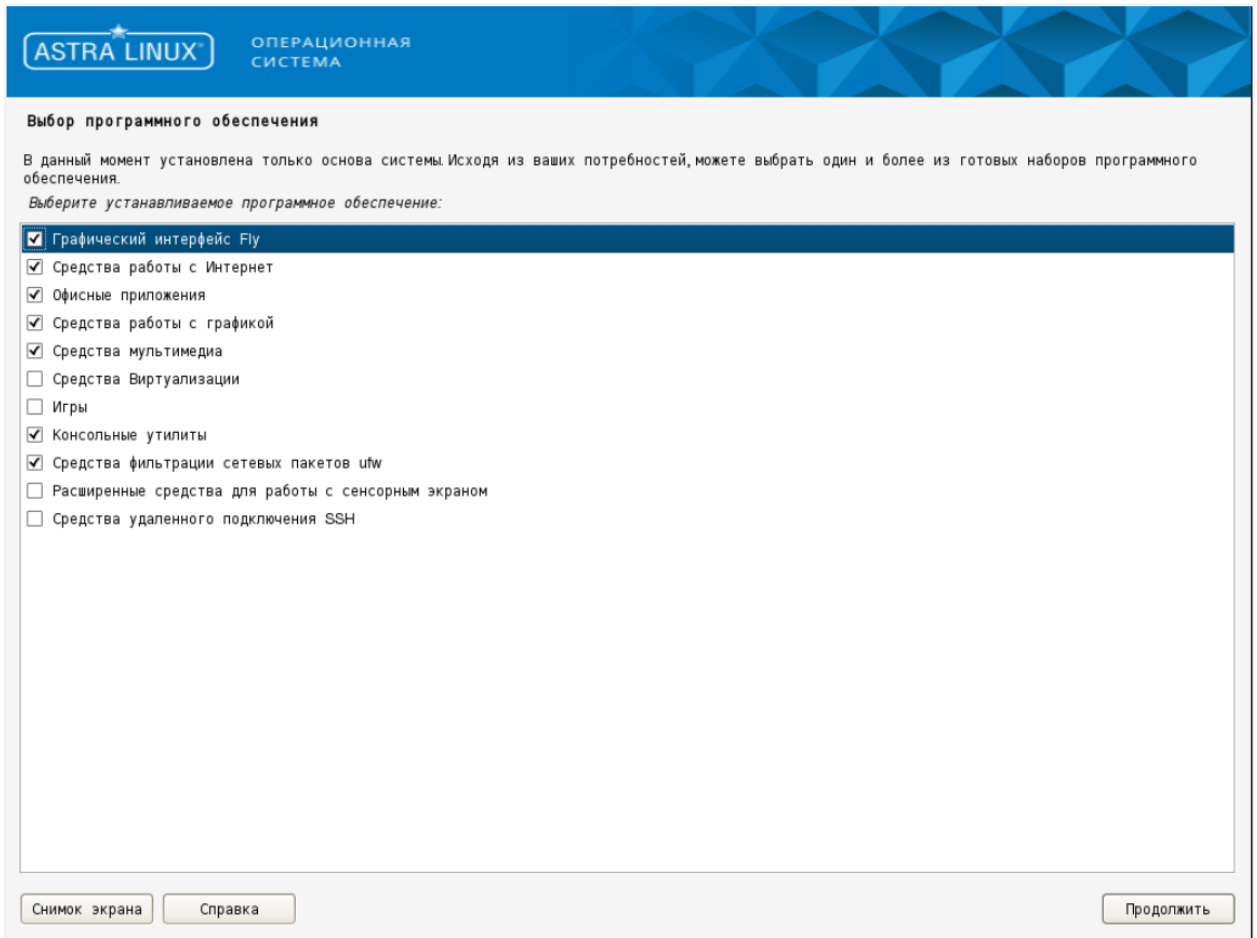 ASTRA LINUX®
ОПЕРАЦИОННАЯ
СИСТЕМА
Выбор программного обеспечения
В данный момент установлена только основа системы. Исходя из ваших потребностей, можете выбрать один и более из готовых наборов программного
обеспечения.
Выберите устанавливаемое программное обеспечение:
Графический интерфейс Fly
Средства работы с Интернет
Офисные приложения
Средства работы с графикой
Средства мультимедиа
Средства Виртуализации
Игры
Консольные утилиты
Средства фильтрации сетевых пакетов ufw
Расширенные средства для работы с сенсорным экраном
Средства удаленного подключения SSH
Снимок экрана
Справка
Продолжить